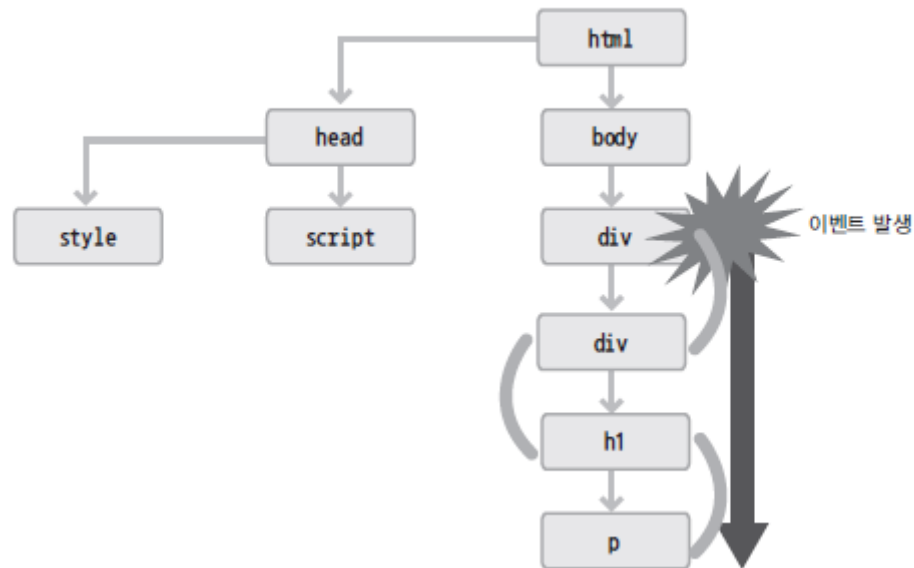 html
head
body
style
script
div
이벤트 발생
div
h1
p